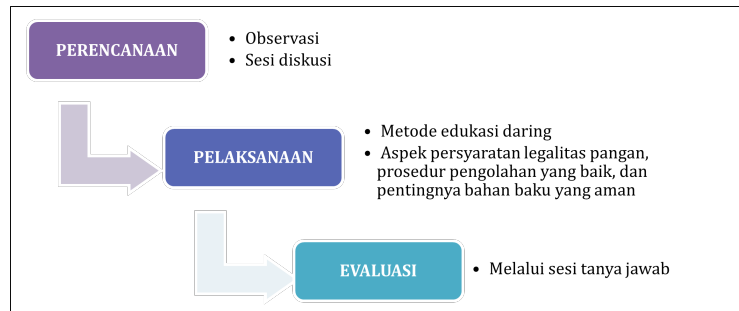 PERENCANAAN
• Observasi
• Sesi diskusi
PELAKSANAAN
• Metode edukasi daring
• Aspek persyaratan legalitas pangan,
prosedur pengolahan yang baik, dan
pentingnya bahan baku yang aman
EVALUASI
• Melalui sesi tanya jawab